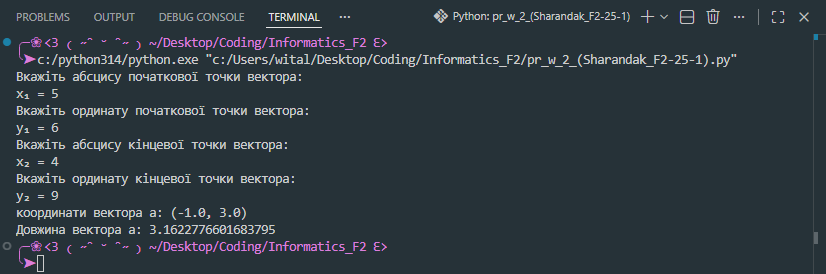 PROBLEMS OUTPUT DEBUG CONSOLE TERMINAL ... Python: pr_w_2_(Sharandak_F2-25-1)
<3 ( ˶ˆ ᵕ ˆ˶ ) ~/Desktop/Coding/Informatics_F2 Ɛ>
c:/python314/python.exe "c:/Users/wital/Desktop/Coding/Informatics_F2/pr_w_2_(Sharandak_F2-25-1).py"
Вкажіть абсцису початкової точки вектора:
x₁ = 5
Вкажіть ординату початкової точки вектора:
y₁ = 6
Вкажіть абсцису кінцевої точки вектора:
x₂ = 4
Вкажіть ординату кінцевої точки вектора:
y₂ = 9
координати вектора a: (-1.0, 3.0)
Довжина вектора a: 3.1622776601683795
<3 ( ˶ˆ ᵕ ˆ˶ ) ~/Desktop/Coding/Informatics_F2 Ɛ>